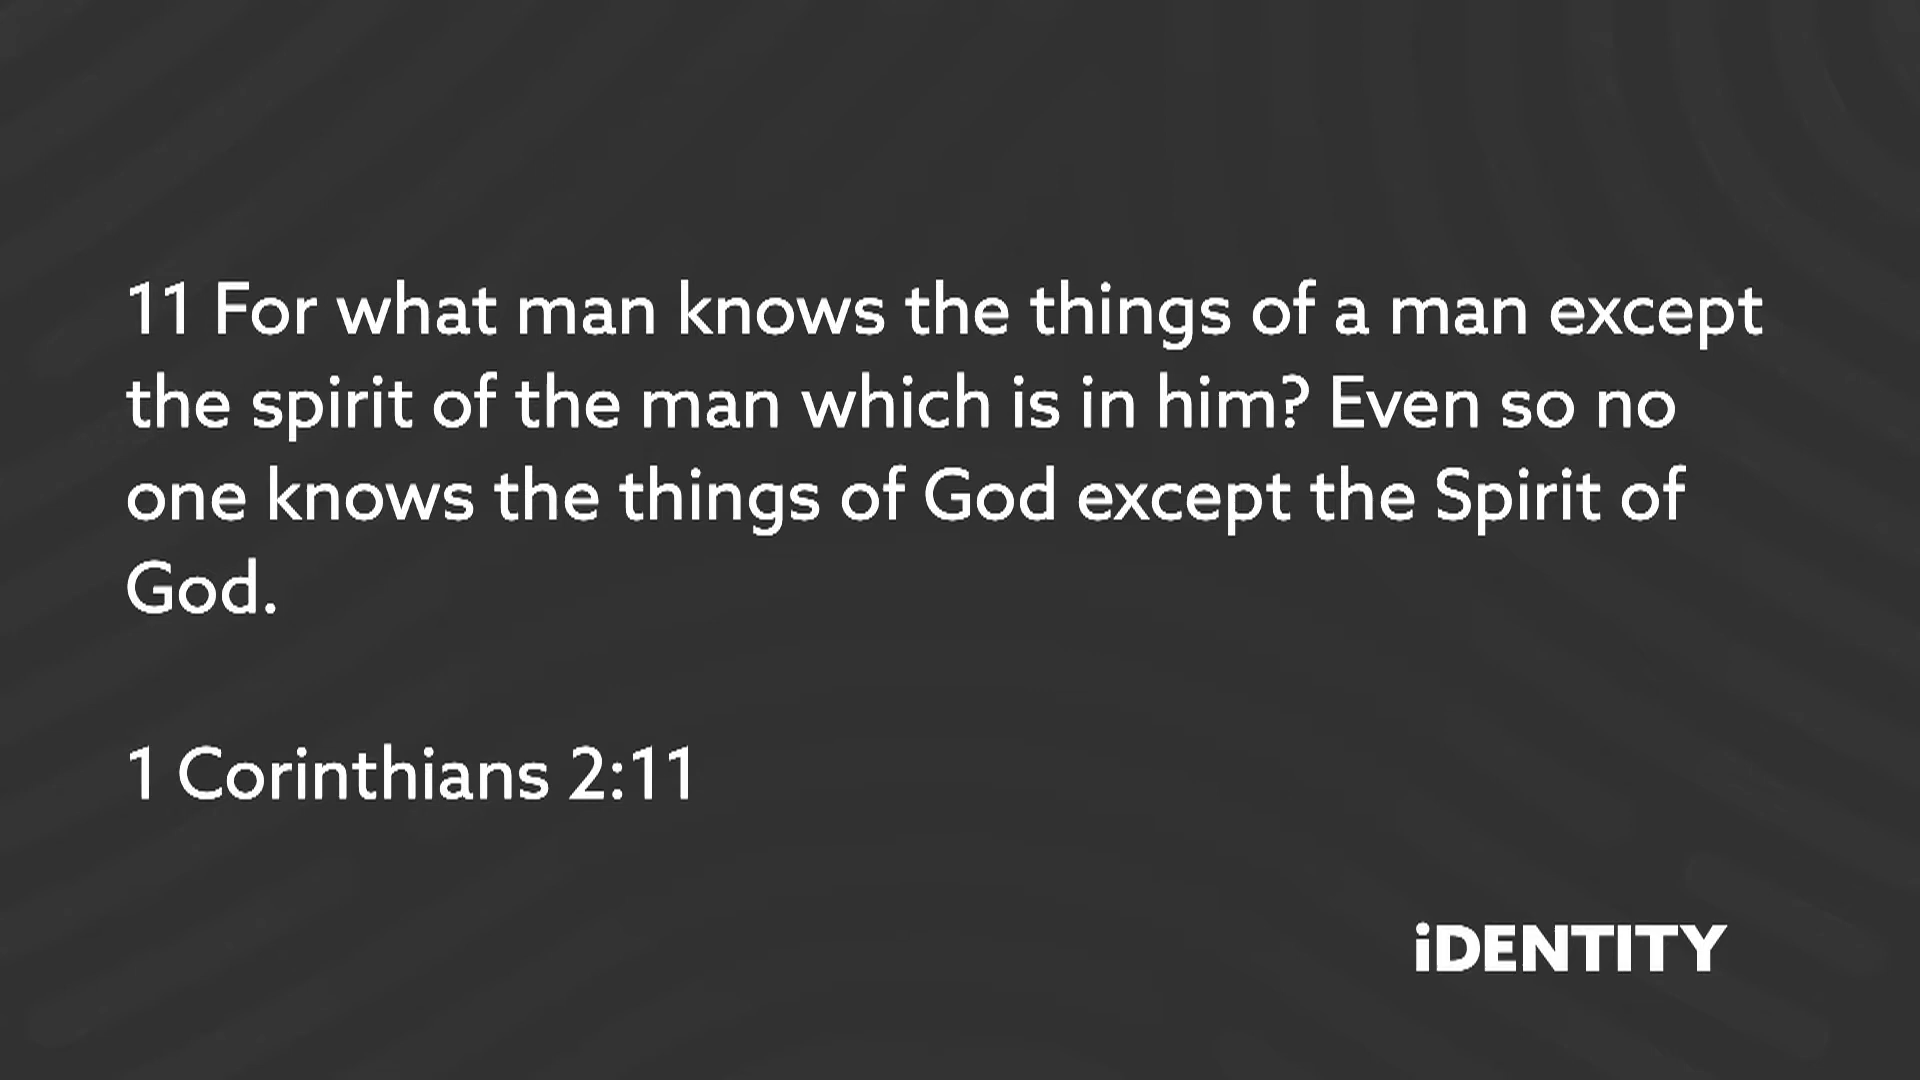 11 For what man knows the things of a man except
the spirit of the man which is in him? Even so no
one knows the things of God except the Spirit of
God.
1 Corinthians 2:11
iDENTITY